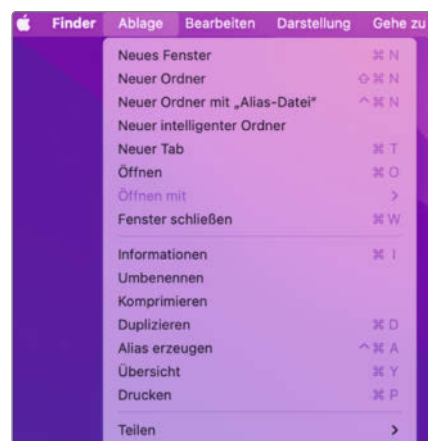 Finder Ablage Bearbeiten Darstellung Gehe zu
Neues Fenster ⌘ N
Neuer Ordner ⇧ ⌘ N
Neuer Ordner mit „Alias-Datei“ ^ ⌘ N
Neuer intelligenter Ordner
Neuer Tab ⌘ T
Öffnen ⌘ O
Öffnen mit >
Fenster schließen ⌘ W
Informationen ⌘ I
Umbenennen
Komprimieren
Duplizieren ⌘ D
Alias erzeugen ^ ⌘ A
Übersicht ⌘ Y
Drucken ⌘ P
Teilen >